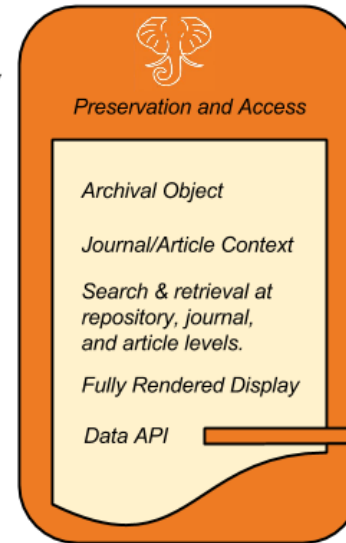 Preservation and Access
Archival Object
Journal/Article Context
Search & retrieval at
repository, journal,
and article levels.
Fully Rendered Display
Data API